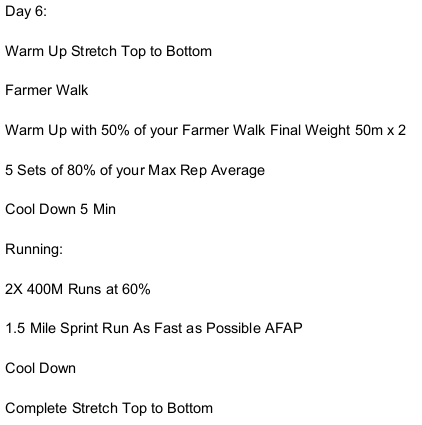 Day 6:
Warm Up Stretch Top to Bottom
Farmer Walk
Warm Up with 50% of your Farmer Walk Final Weight 50m x 2
5 Sets of 80% of your Max Rep Average
Cool Down 5 Min
Running:
2X 400M Runs at 60%
1.5 Mile Sprint Run As Fast as Possible AFAP
Cool Down
Complete Stretch Top to Bottom